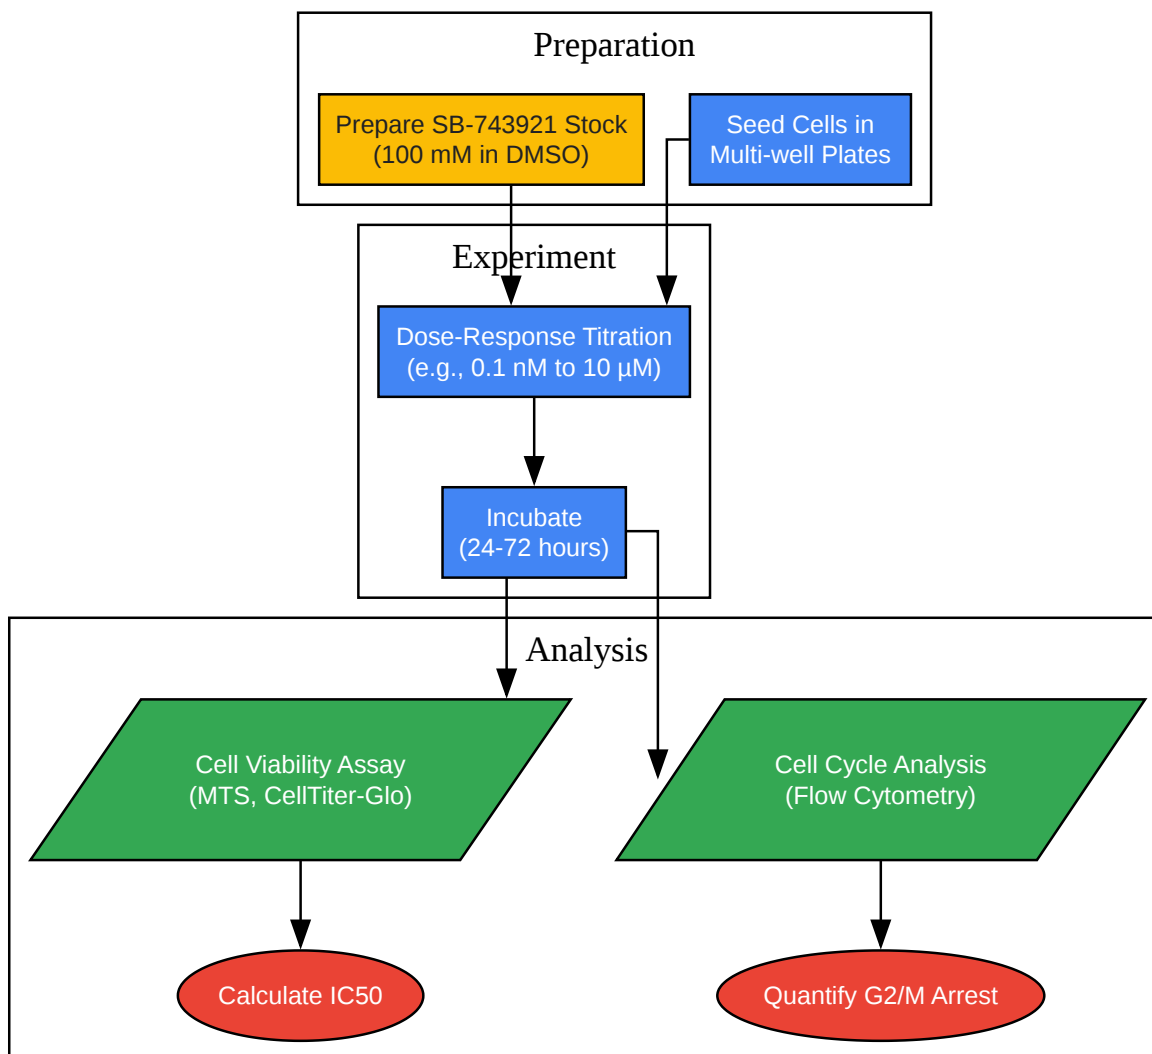 Preparation
Prepare SB-743921 Stock
(100 mM in DMSO)
Seed Cells in
Multi-well Plates
Experiment
Dose-Response Titration
(e.g., 0.1 nM to 10 µM)
Incubate
(24-72 hours)
Analysis
Cell Viability Assay
(MTS, CellTiter-Glo)
Cell Cycle Analysis
(Flow Cytometry)
Calculate IC50
Quantify G2/M Arrest